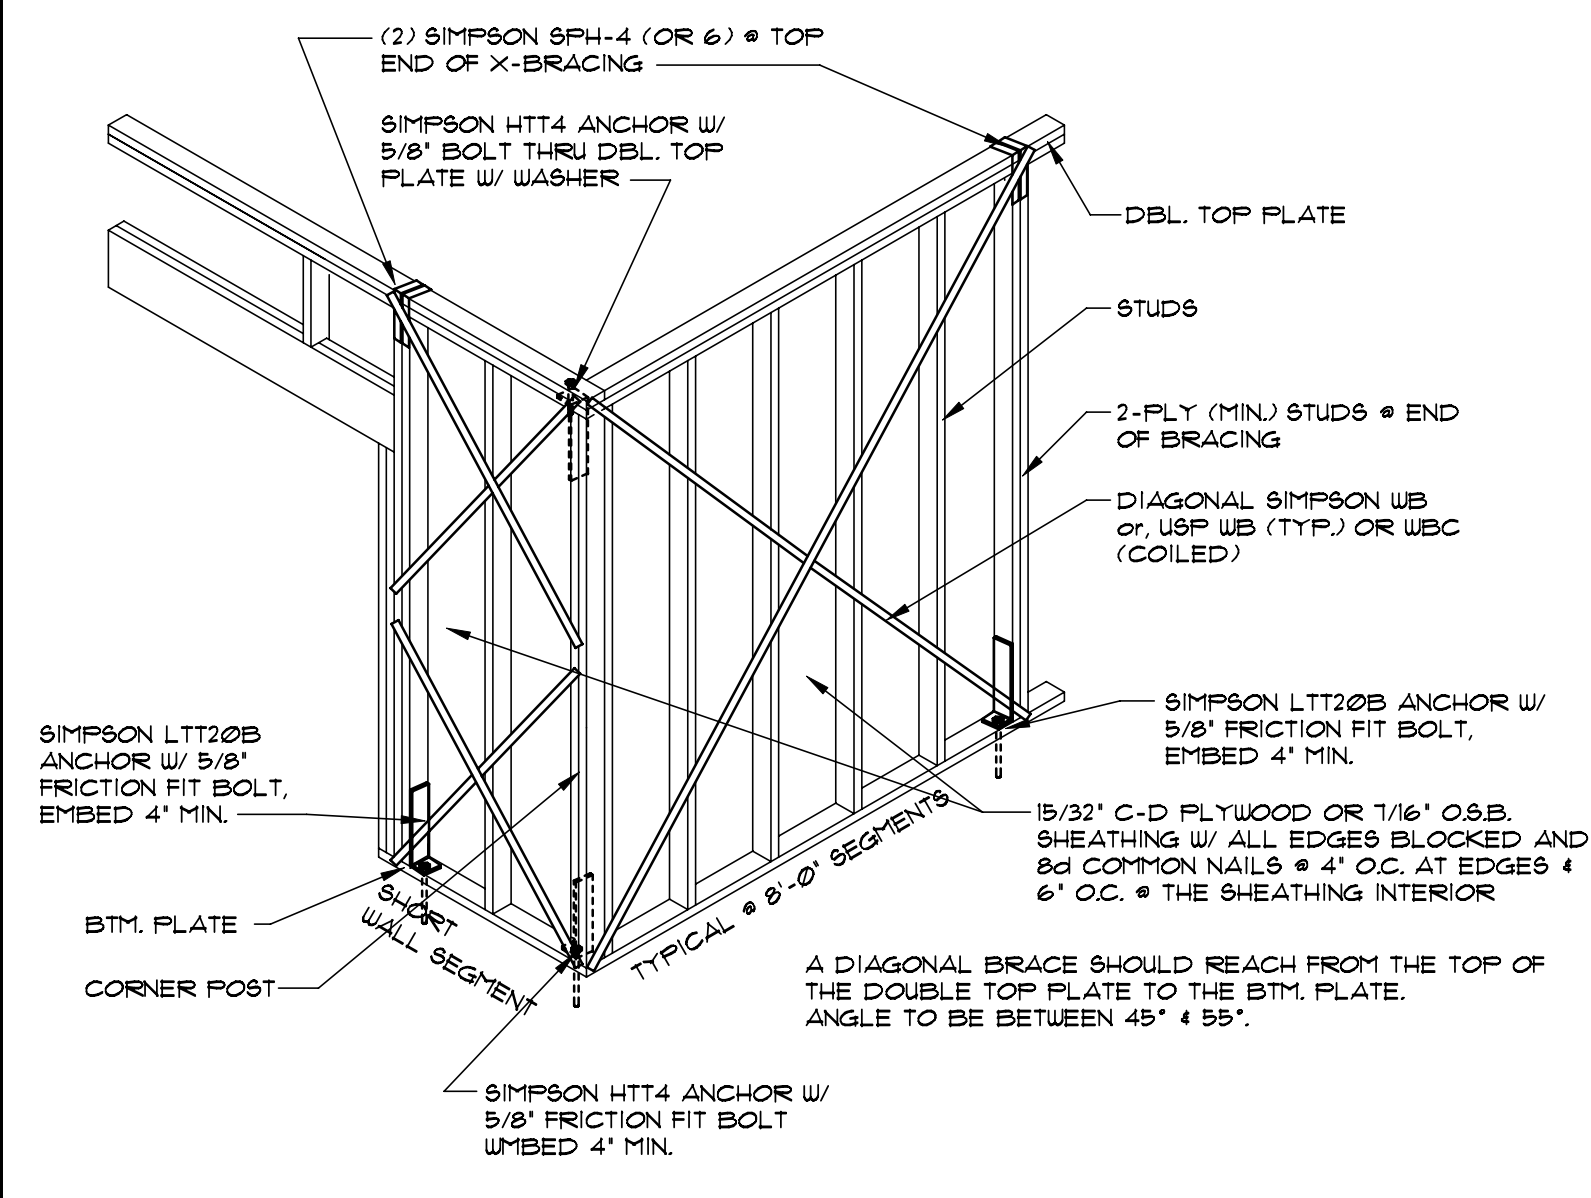 (2) SIMPSON SPH-4 (OR 6) @ TOP
END OF X-BRACING
SIMPSON HTT4 ANCHOR W/
5/8" BOLT THRU DBL. TOP
PLATE W/ WASHER
DBL. TOP PLATE
STUDS
2-PLY (MIN.) STUDS @ END
OF BRACING
DIAGONAL SIMPSON WB
or, USP WB (TYP.) OR WBC
(COILED)
SIMPSON LTT20B ANCHOR W/
5/8" FRICTION FIT BOLT,
EMBED 4" MIN.
SIMPSON LTT20B
ANCHOR W/ 5/8"
FRICTION FIT BOLT,
EMBED 4" MIN.
15/32" C-D PLYWOOD OR 7/16" O.S.B.
SHEATHING W/ ALL EDGES BLOCKED AND
8d COMMON NAILS @ 4" O.C. AT EDGES &
6" O.C. @ THE SHEATHING INTERIOR
BTM. PLATE
CORNER POST
SHORT
WALL SEGMENT
TYPICAL @ 8'-0" SEGMENTS
A DIAGONAL BRACE SHOULD REACH FROM THE TOP OF
THE DOUBLE TOP PLATE TO THE BTM. PLATE.
ANGLE TO BE BETWEEN 45° & 55°.
SIMPSON HTT4 ANCHOR W/
5/8" FRICTION FIT BOLT
WMBED 4" MIN.